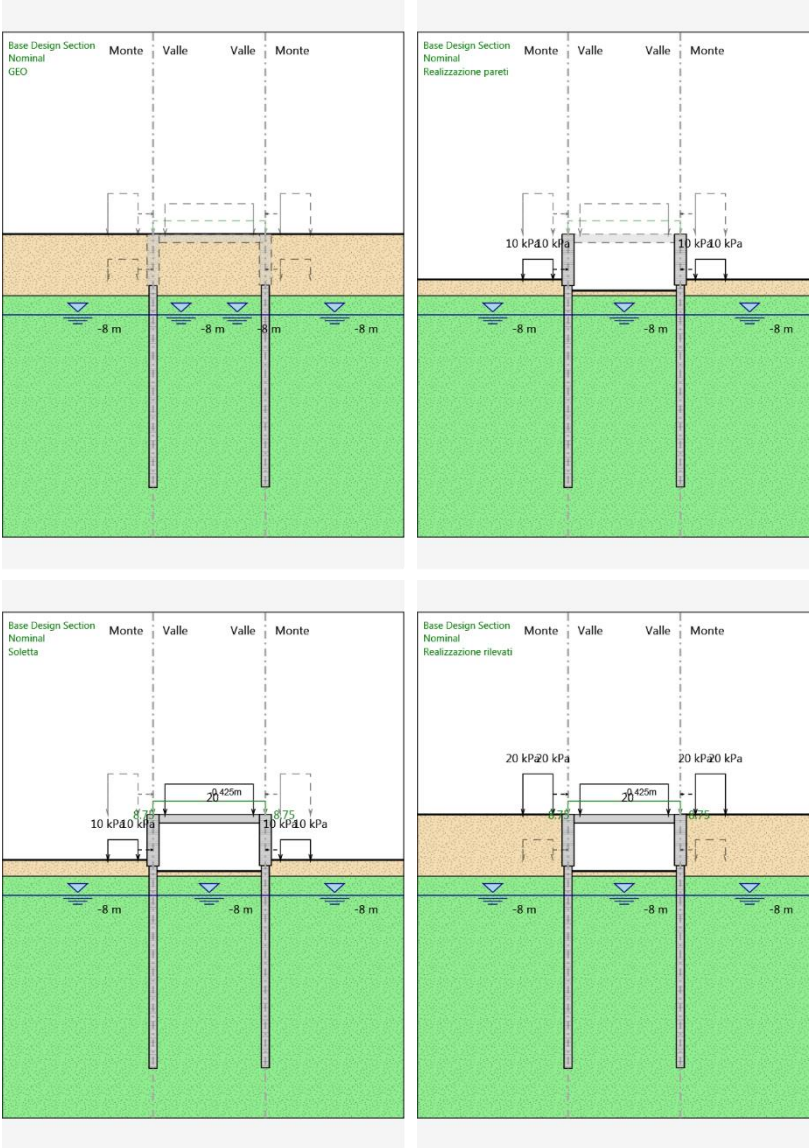 Base Design Section
Nominal
GEO
Monte Valle Valle Monte
-8 m -8 m -8 m -8 m
Base Design Section
Nominal
Realizzazione pareti
Monte Valle Valle Monte
10 kPa 10 kPa 10 kPa 10 kPa
-8 m -8 m -8 m
Base Design Section
Nominal
Soletta
Monte Valle Valle Monte
0.425m
20
8.75 8.75
10 kPa 10 kPa 10 kPa 10 kPa
-8 m -8 m -8 m
Base Design Section
Nominal
Realizzazione rilevati
Monte Valle Valle Monte
20 kPa 20 kPa 20 kPa 20 kPa
0.425m
20
8.75 8.75
-8 m -8 m -8 m